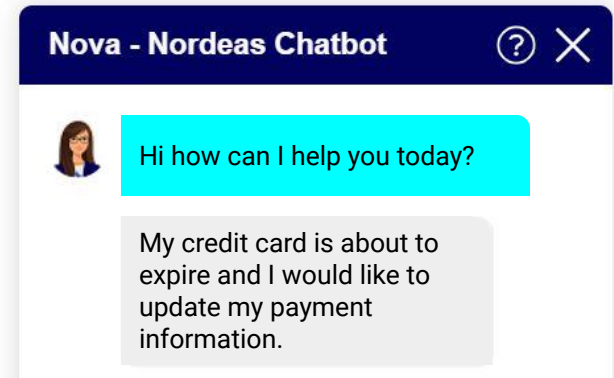 Nova - Nordeas Chatbot ?
Hi how can I help you today?
My credit card is about to
expire and I would like to
update my payment
information.